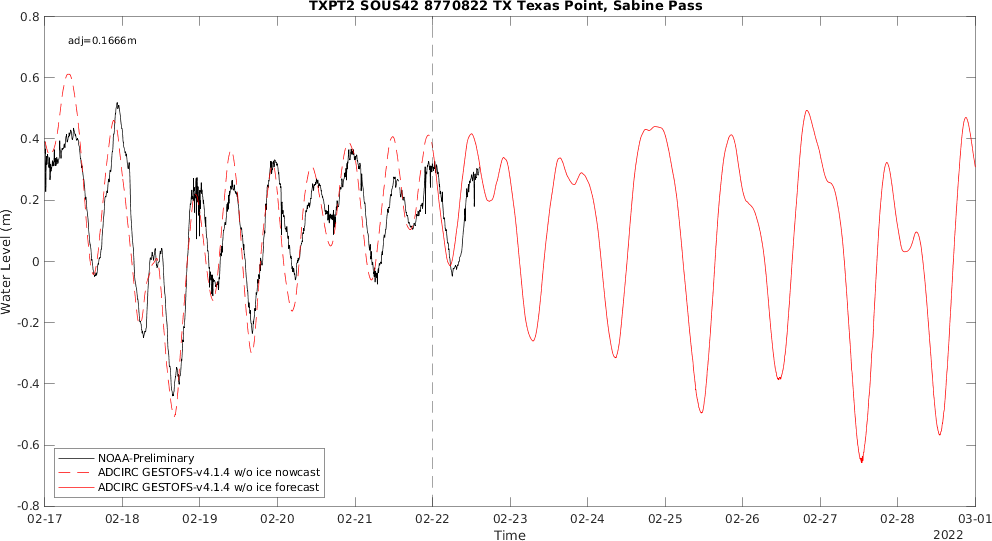 TXPT2 SOUS42 8770822 TX Texas Point, Sabine Pass
adj=0.1666m
0.8
0.6
0.4
0.2
0
-0.2
-0.4
-0.6
-0.8
Water Level (m)
NOAA-Preliminary
ADCIRC GESTOFS-v4.1.4 w/o ice nowcast
ADCIRC GESTOFS-v4.1.4 w/o ice forecast
02-17 02-18 02-19 02-20 02-21 02-22 02-23 02-24 02-25 02-26 02-27 02-28 03-01
Time
2022